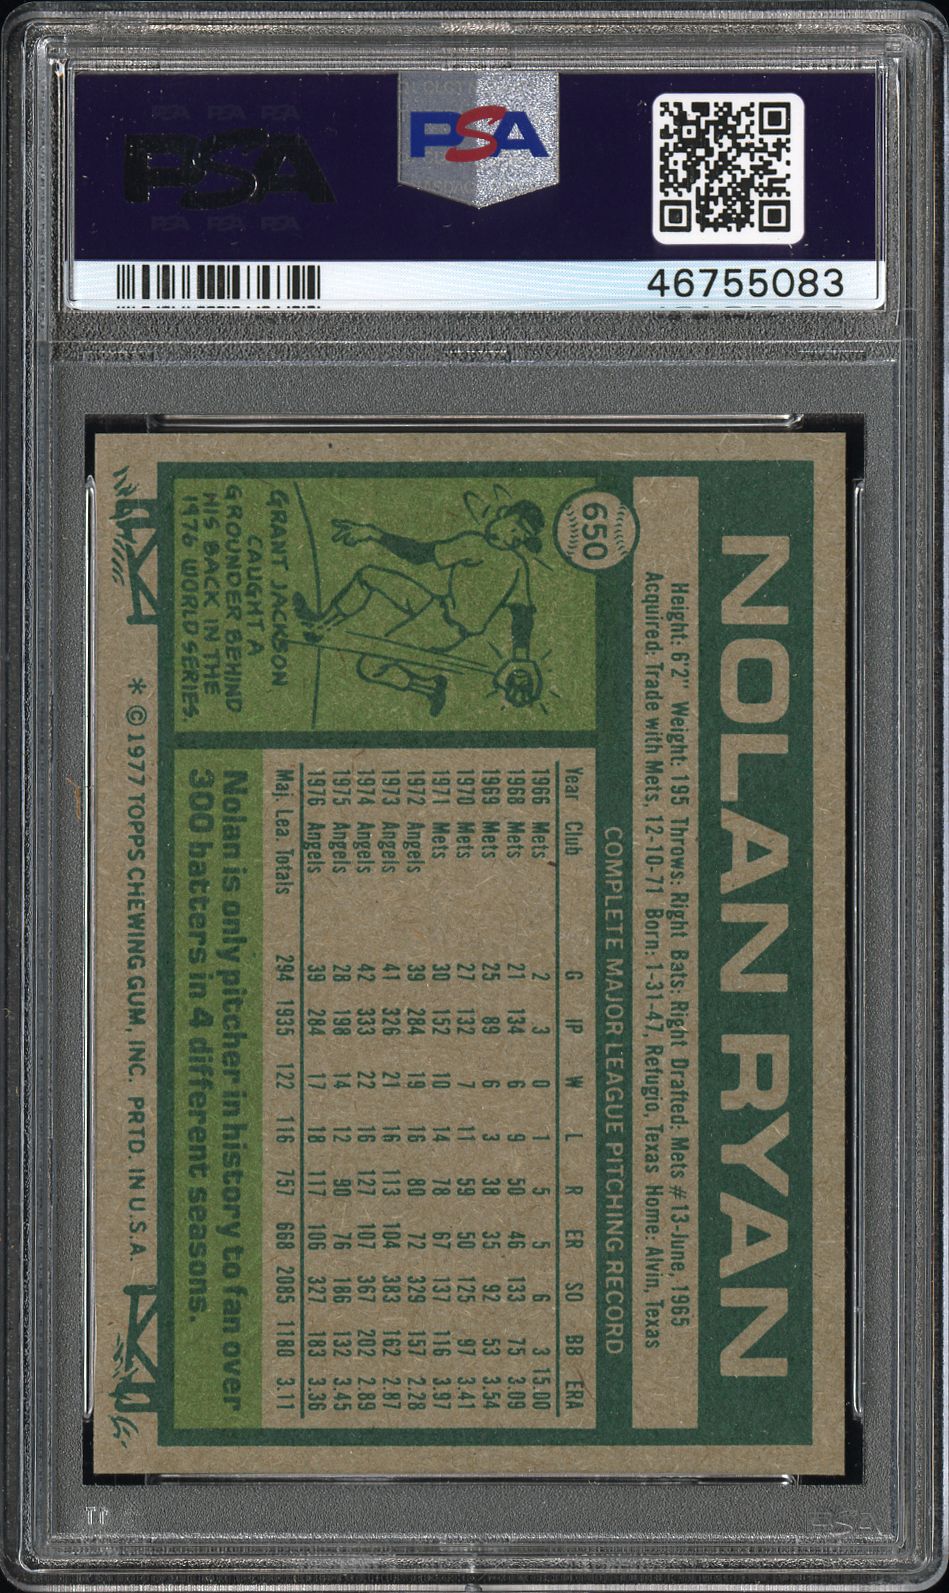 PSA PSA PSA
PSA
PSA PSA PSA
PSA
46755083
NOLAN RYAN
Height: 6'2" Weight: 195 Throws: Right Bats: Right Drafted: Mets #13-June, 1965
Acquired: Trade with Mets, 12-10-71 Born: 1-31-47, Refugio, Texas Home: Alvin, Texas
650
COMPLETE MAJOR LEAGUE PITCHING RECORD
Year Club G IP W L R ER SO BB ERA
1966 Mets 2 3 0 1 5 5 6 3 15.00
1968 Mets 21 134 6 9 50 46 133 75 3.09
1969 Mets 25 89 6 3 38 35 92 53 3.54
1970 Mets 27 132 7 11 59 50 125 97 3.41
1971 Mets 30 152 10 14 78 67 137 116 3.97
1972 Angels 39 284 19 16 80 72 329 157 2.28
1973 Angels 41 326 21 16 113 104 383 162 2.87
1974 Angels 42 333 22 16 127 107 367 202 2.89
1975 Angels 28 198 14 12 90 76 186 132 3.45
1976 Angels 39 284 17 18 117 106 327 183 3.36
Maj. Lea. Totals 294 1935 122 116 757 668 2085 1180 3.11
GRANT JACKSON
CAUGHT A
GROUNDER BEHIND
HIS BACK IN THE
1976 WORLD SERIES.
Nolan is only pitcher in history to fan over
300 batters in 4 different seasons.
* © 1977 TOPPS CHEWING GUM, INC. PRTD. IN U.S.A.